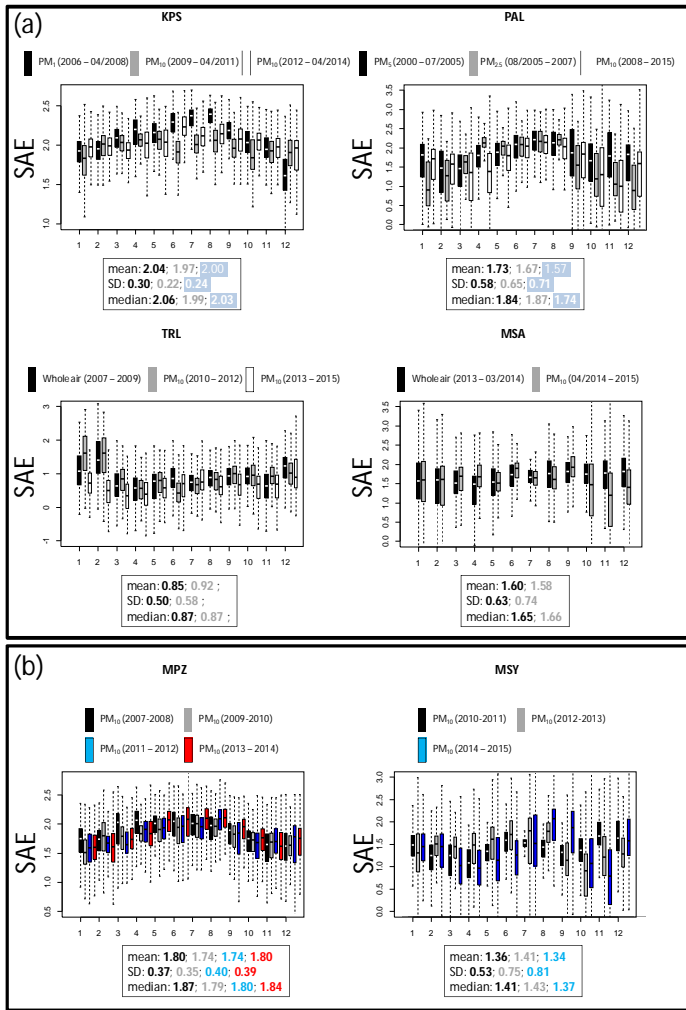 (a)
KPS
PM1 (2006 – 04/2008) PM10 (2009 – 04/2011) PM10 (2012 – 04/2014)
SAE
2.5
2.0
1.5
1.0
1 2 3 4 5 6 7 8 9 10 11 12
mean: 2.04; 1.97; 2.00
SD: 0.30; 0.22; 0.24
median: 2.06; 1.99; 2.03
PAL
PM5 (2000 – 07/2005) PM2.5 (08/2005 – 2007) PM10 (2008 – 2015)
SAE
3.5
3.0
2.5
2.0
1.5
1.0
0.5
0.0
1 2 3 4 5 6 7 8 9 10 11 12
mean: 1.73; 1.67; 1.57
SD: 0.58; 0.65; 0.71
median: 1.84; 1.87; 1.74
TRL
Whole air (2007 – 2009) PM10 (2010 – 2012) PM10 (2013 – 2015)
SAE
3
2
1
0
-1
1 2 3 4 5 6 7 8 9 10 11 12
mean: 0.85; 0.92 ;
SD: 0.50; 0.58 ;
median: 0.87; 0.87 ;
MSA
Whole air (2013 – 03/2014) PM10 (04/2014 – 2015)
SAE
3.5
3.0
2.5
2.0
1.5
1.0
0.5
0.0
1 2 3 4 5 6 7 8 9 10 11 12
mean: 1.60; 1.58
SD: 0.63; 0.74
median: 1.65; 1.66
(b)
MPZ
PM10 (2007-2008) PM10 (2009-2010)
PM10 (2011 – 2012) PM10 (2013 – 2014)
SAE
2.5
2.0
1.5
1.0
0.5
1 2 3 4 5 6 7 8 9 10 11 12
mean: 1.80; 1.74; 1.74; 1.80
SD: 0.37; 0.35; 0.40; 0.39
median: 1.87; 1.79; 1.80; 1.84
MSY
PM10 (2010-2011) PM10 (2012-2013)
PM10 (2014 – 2015)
SAE
3.0
2.5
2.0
1.5
1.0
0.5
0.0
1 2 3 4 5 6 7 8 9 10 11 12
mean: 1.36; 1.41; 1.34
SD: 0.53; 0.75; 0.81
median: 1.41; 1.43; 1.37